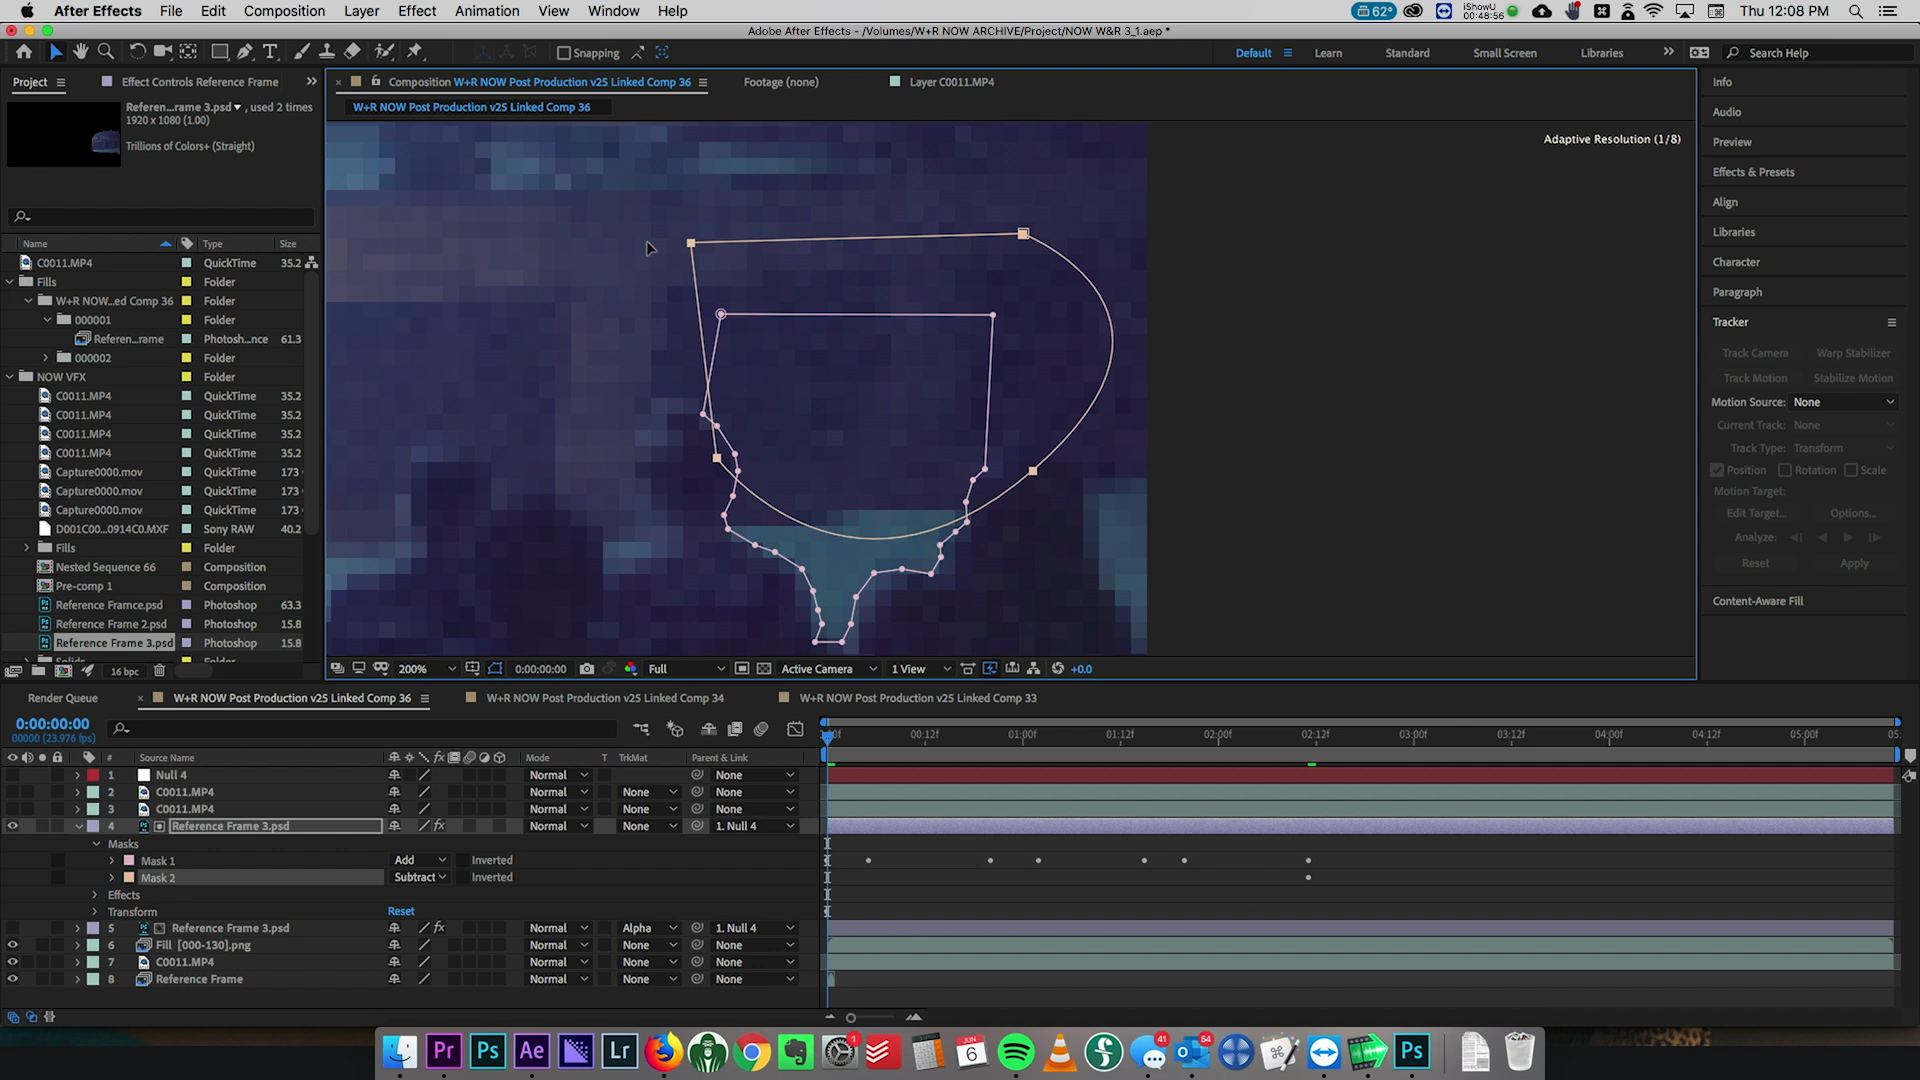 After Effects File Edit Composition Layer Effect Animation View Window Help
62° iShowU 00:48:56 Thu 12:08 PM
Adobe After Effects - /Volumes/W+R NOW ARCHIVE/Project/NOW W&R 3_1.aep *
Snapping Default Learn Standard Small Screen Libraries Search Help
Project Effect Controls Reference Frame
Composition W+R NOW Post Production v25 Linked Comp 36 Footage (none) Layer C0011.MP4
W+R NOW Post Production v25 Linked Comp 36
Referen...rame 3.psd , used 2 times
1920 x 1080 (1.00)
Trillions of Colors+ (Straight)
Adaptive Resolution (1/8)
Name Type Size
C0011.MP4 QuickTime 35.2
Fills Folder
W+R NOW...ed Comp 36 Folder
000001 Folder
Referen...rame Photosh...nce 61.3
000002 Folder
NOW VFX Folder
C0011.MP4 QuickTime 35.2
C0011.MP4 QuickTime 35.2
C0011.MP4 QuickTime 35.2
C0011.MP4 QuickTime 35.2
Capture0000.mov QuickTime 173
Capture0000.mov QuickTime 173
Capture0000.mov QuickTime 173
D001C00...0914C0.MXF Sony RAW 40.2
Fills Folder
Nested Sequence 66 Composition
Pre-comp 1 Composition
Reference Framce.psd Photoshop 63.3
Reference Frame 2.psd Photoshop 15.8
Reference Frame 3.psd Photoshop 15.8
Solids Folder
16 bpc
200% 0:00:00:00 Full Active Camera 1 View +0.0
Info
Audio
Preview
Effects & Presets
Align
Libraries
Character
Paragraph
Tracker
Track Camera Warp Stabilizer
Track Motion Stabilize Motion
Motion Source: None
Current Track: None
Track Type: Transform
Position Rotation Scale
Motion Target:
Edit Target... Options...
Analyze:
Reset Apply
Content-Aware Fill
Render Queue W+R NOW Post Production v25 Linked Comp 36 W+R NOW Post Production v25 Linked Comp 34 W+R NOW Post Production v25 Linked Comp 33
0:00:00:00
00000 (23.976 fps)
00:12f 01:00f 01:12f 02:00f 02:12f 03:00f 03:12f 04:00f 04:12f 05:00f
# Source Name Mode T TrkMat Parent & Link
1 Null 4 Normal None
2 C0011.MP4 Normal None None
3 C0011.MP4 Normal None None
4 Reference Frame 3.psd Normal None 1. Null 4
Masks
Mask 1 Add Inverted
Mask 2 Subtract Inverted
Effects
Transform Reset
5 Reference Frame 3.psd Normal Alpha 1. Null 4
6 Fill [000-130].png Normal None None
7 C0011.MP4 Normal None None
8 Reference Frame Normal None None
Pr Ps Ae Lr 1 JUN 6 41 54 Ps